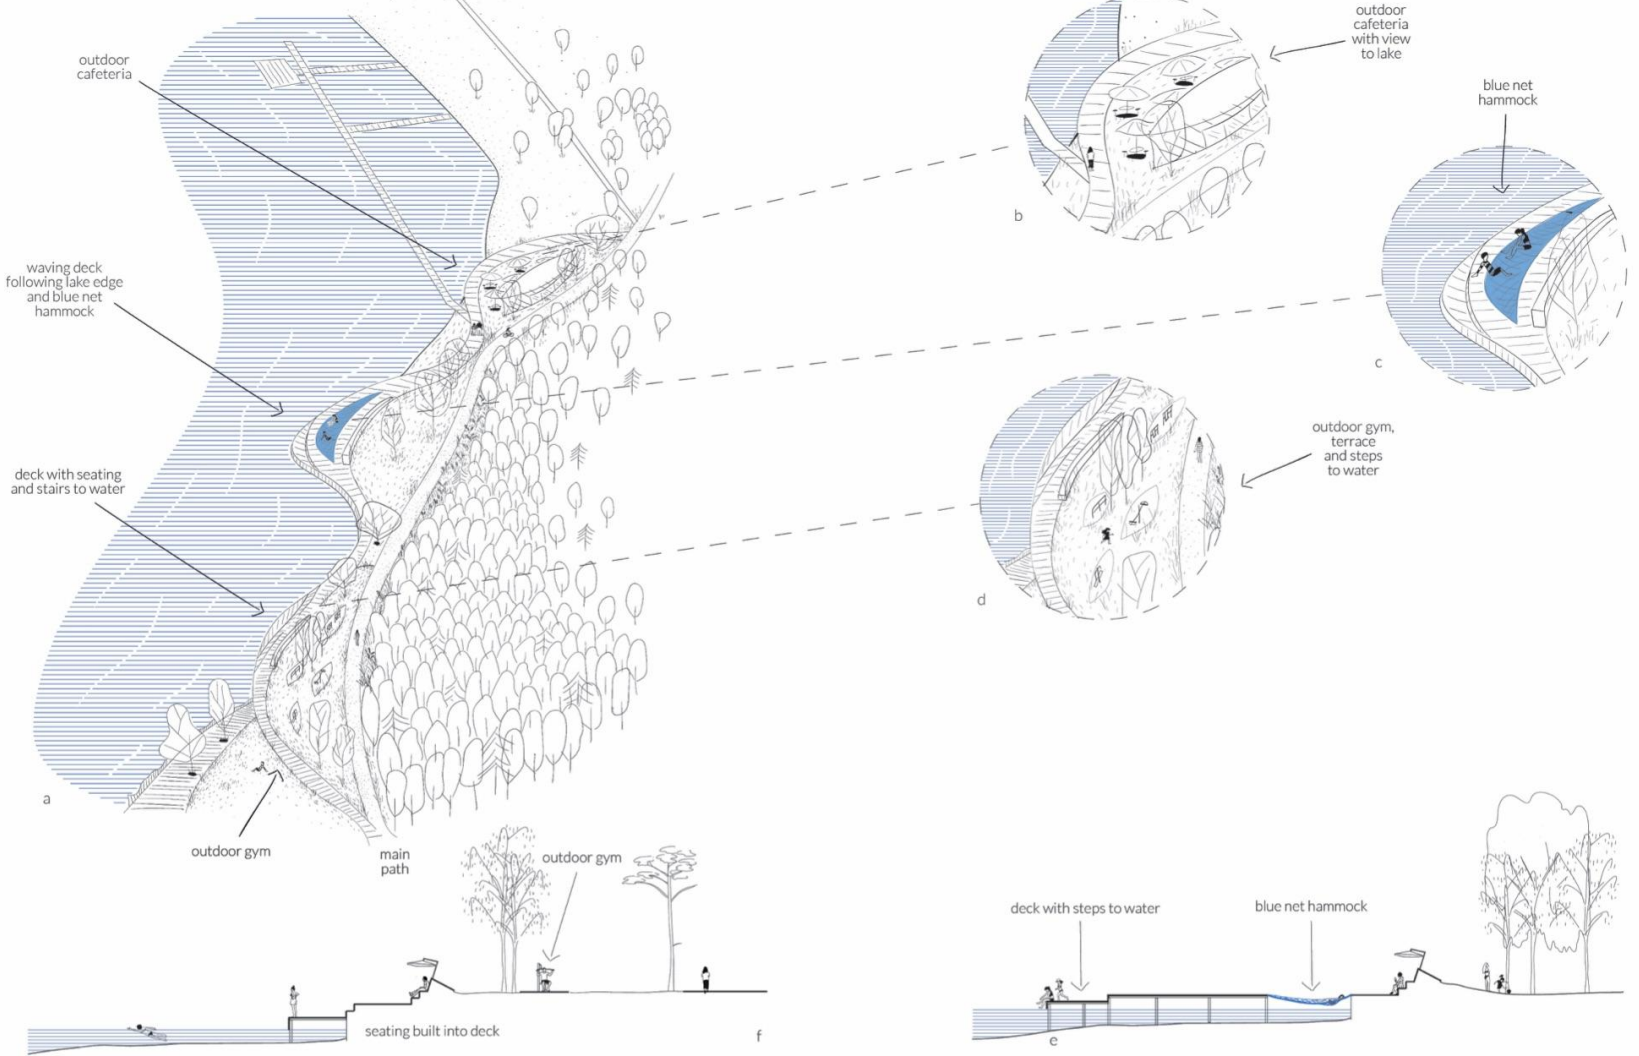 outdoor
cafeteria
waving deck
following lake edge
and blue net
hammock
deck with seating
and stairs to water
a
outdoor gym
main
path
outdoor
cafeteria
with view
to lake
b
blue net
hammock
c
outdoor gym,
terrace
and steps
to water
d
outdoor gym
seating built into deck
f
deck with steps to water
blue net hammock
e